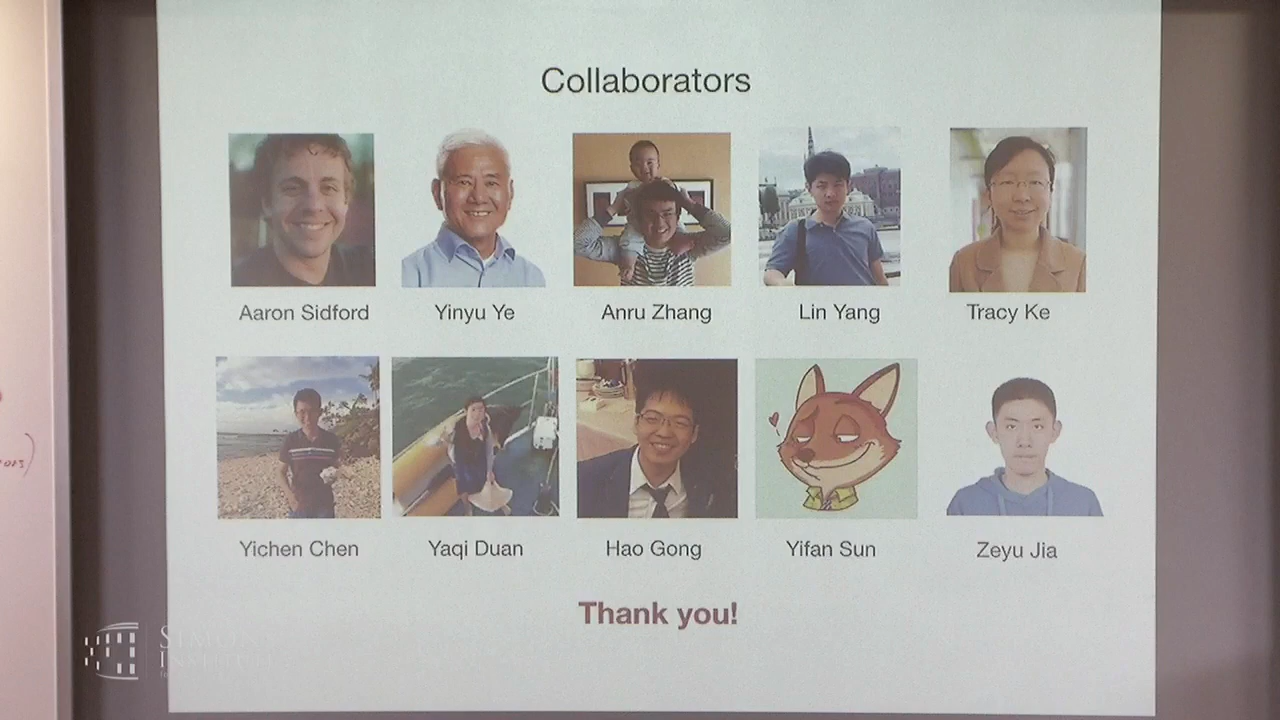 Collaborators
Aaron Sidford
Yinyu Ye
Anru Zhang
Lin Yang
Tracy Ke
Yichen Chen
Yaqi Duan
Hao Gong
Yifan Sun
Zeyu Jia
Thank you!